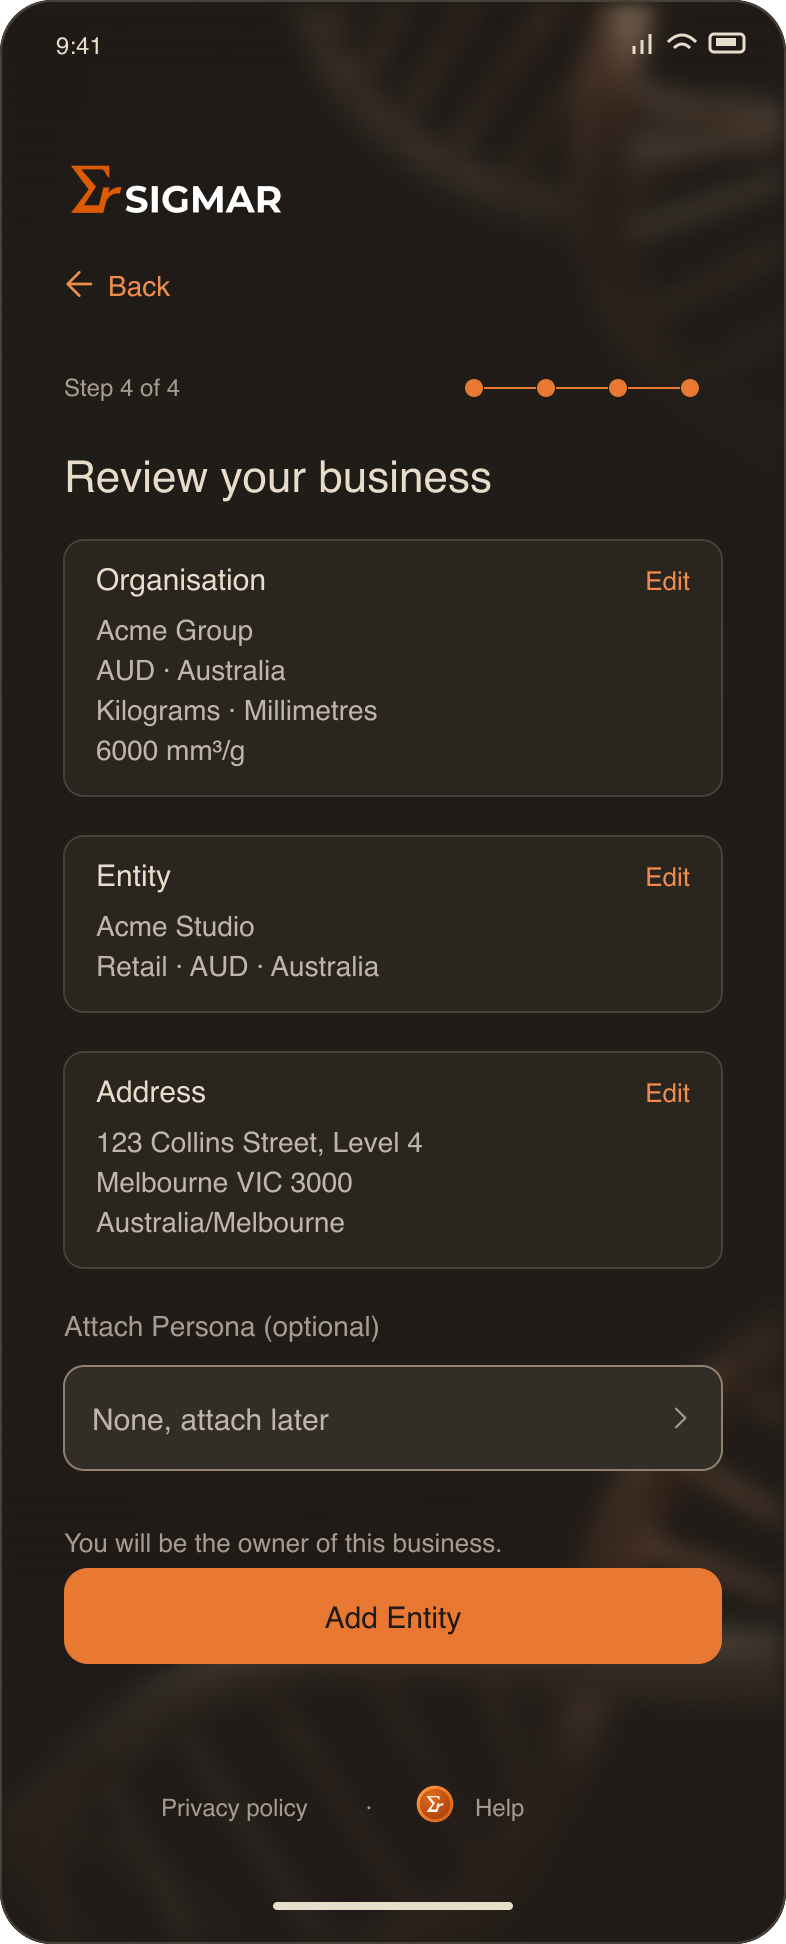 9:41
Σr SIGMAR
Back
Step 4 of 4
Review your business
Organisation
Edit
Acme Group
AUD · Australia
Kilograms · Millimetres
6000 mm³/g
Entity
Edit
Acme Studio
Retail · AUD · Australia
Address
Edit
123 Collins Street, Level 4
Melbourne VIC 3000
Australia/Melbourne
Attach Persona (optional)
None, attach later
You will be the owner of this business.
Add Entity
Privacy policy · Σr Help